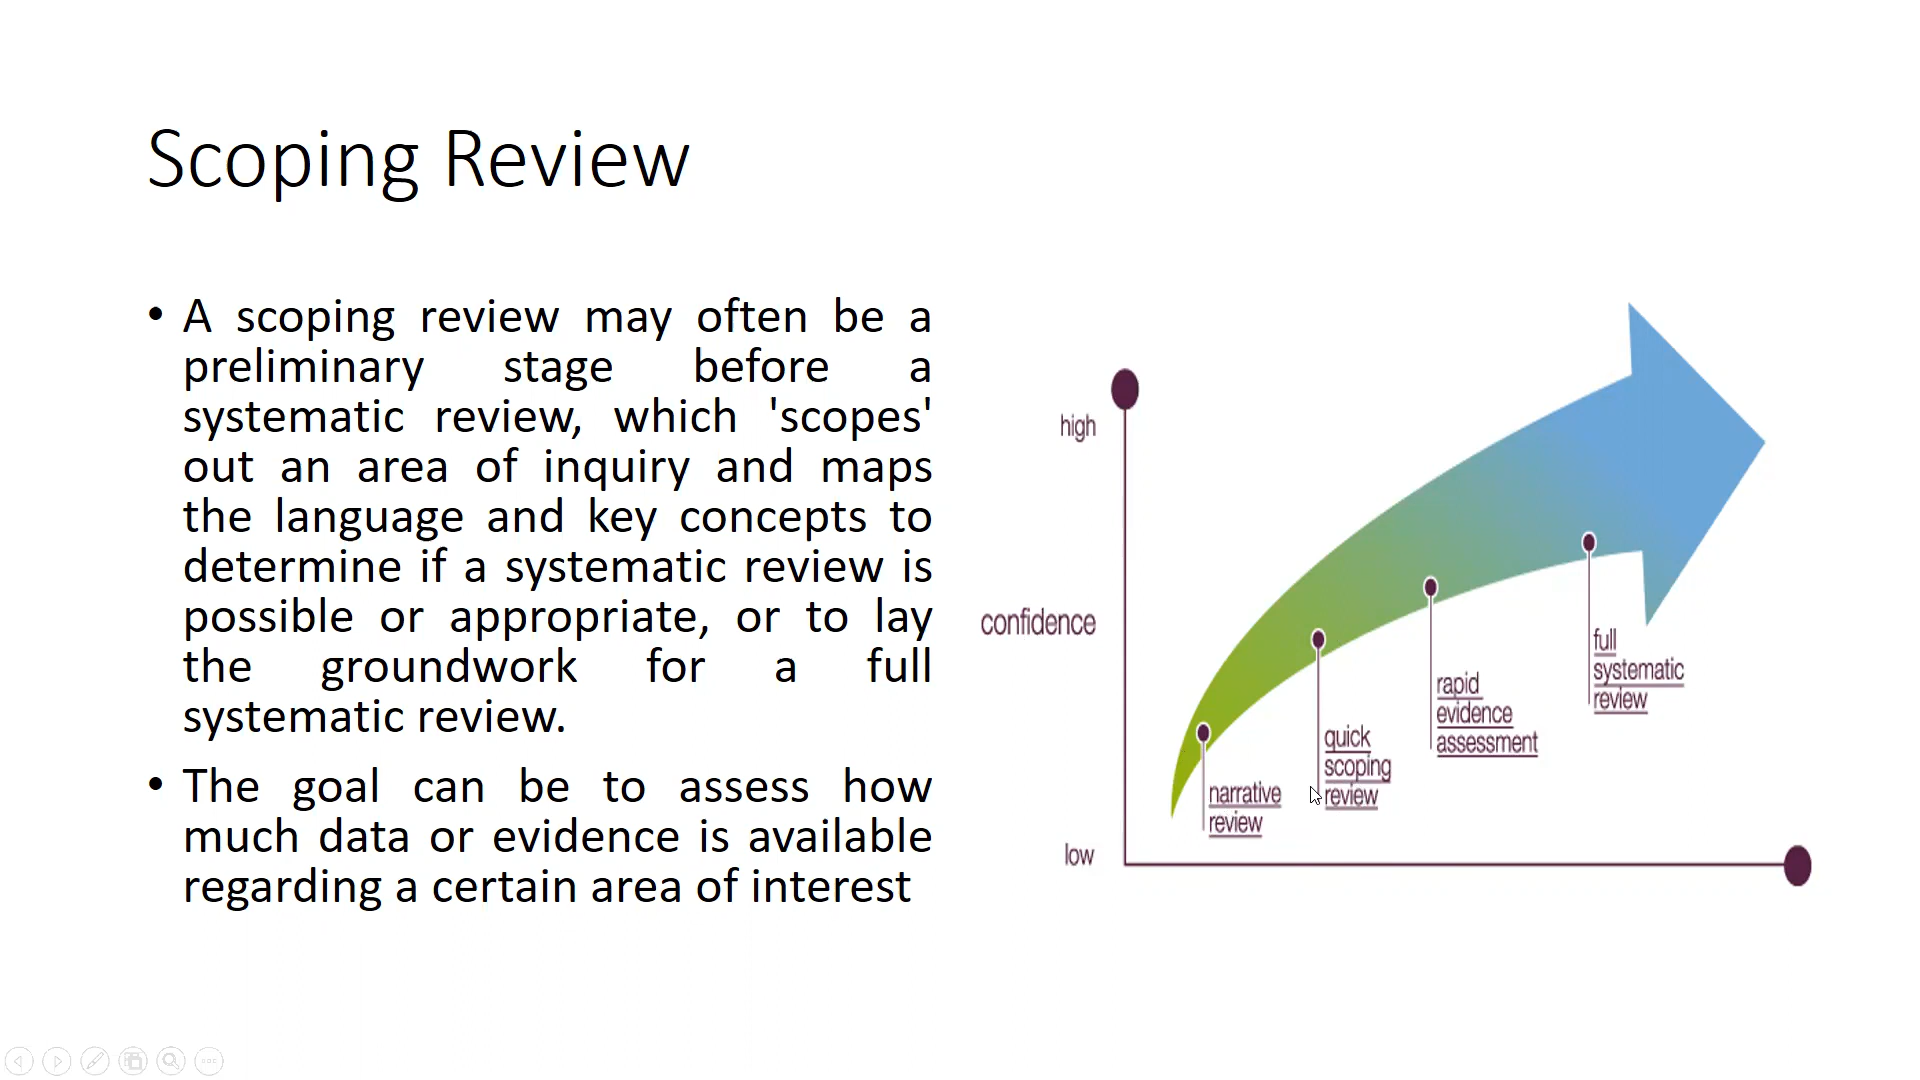 Scoping Review
• A scoping review may often be a
preliminary stage before a
systematic review, which 'scopes'
out an area of inquiry and maps
the language and key concepts to
determine if a systematic review is
possible or appropriate, or to lay
the groundwork for a full
systematic review.
• The goal can be to assess how
much data or evidence is available
regarding a certain area of interest
high
confidence
low
narrative
review
quick
scoping
review
rapid
evidence
assessment
full
systematic
review